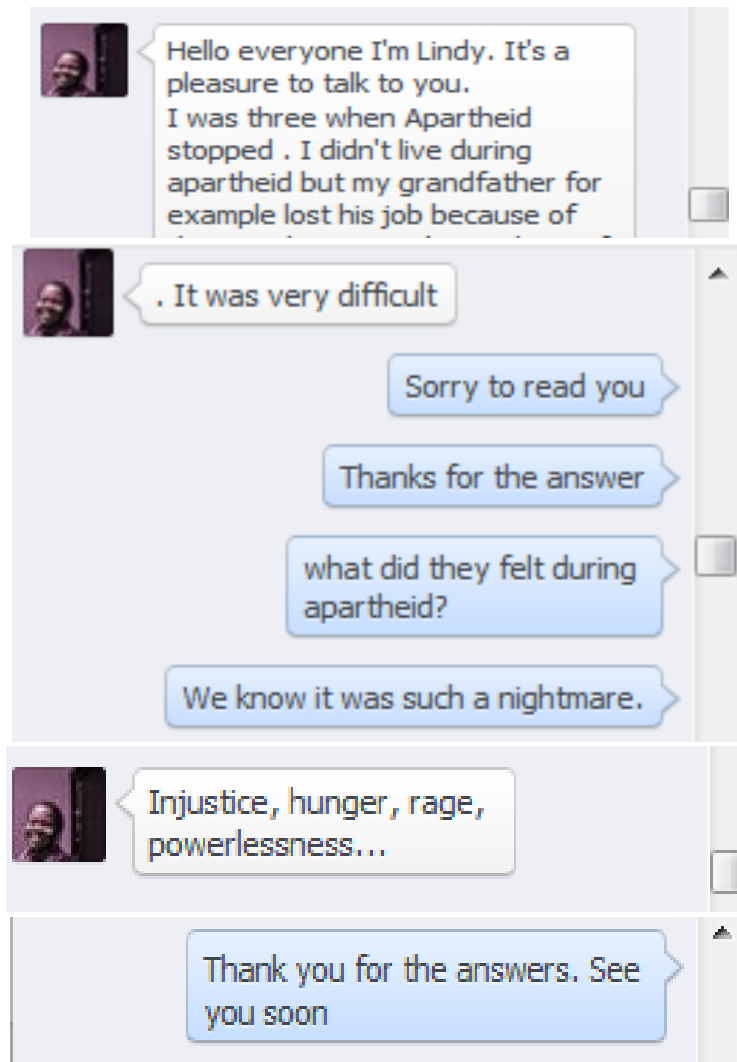 Hello everyone I'm Lindy. It's a
pleasure to talk to you.
I was three when Apartheid
stopped . I didn't live during
apartheid but my grandfather for
example lost his job because of
. It was very difficult
Sorry to read you
Thanks for the answer
what did they felt during
apartheid?
We know it was such a nightmare.
Injustice, hunger, rage,
powerlessness...
Thank you for the answers. See
you soon